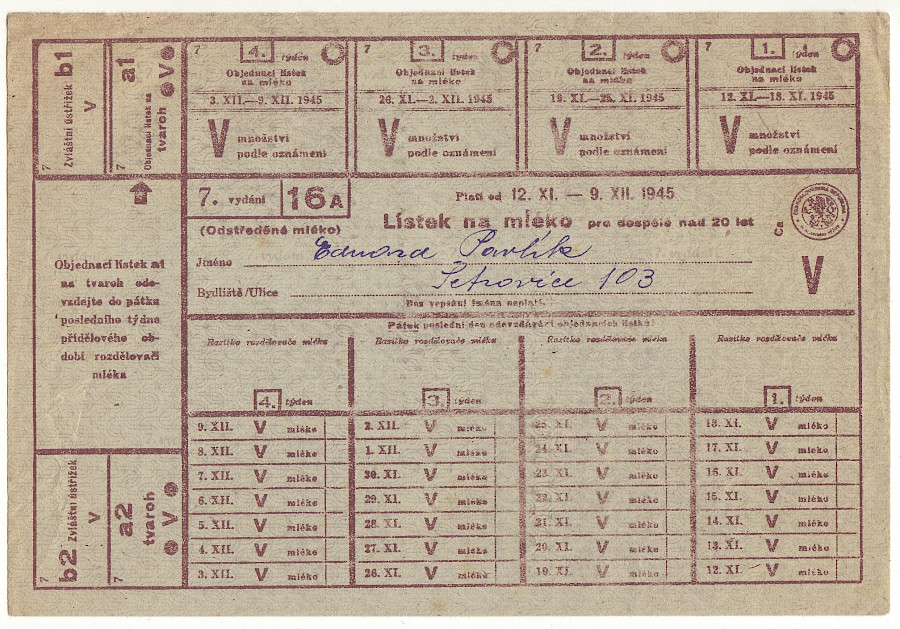 b1
Zvláštní ústřižek
V
7
a1
Objednací lístek na
tvaroh
V
7
7
4. týden
Objednací lístek
na mléko
3. XII.—9. XII. 1945
V množství
podle oznámení
7
3. týden
Objednací lístek
na mléko
26. XI.—2. XII. 1945
V množství
podle oznámení
7
2. týden
Objednací lístek
na mléko
19. XI.—25. XI. 1945
V množství
podle oznámení
7
1. týden
Objednací lístek
na mléko
12. XI.—18. XI. 1945
V množství
podle oznámení
7. vydání 16A
(Odstředěné mléko)
Platí od 12. XI. — 9. XII. 1945
Lístek na mléko pro dospělé nad 20 let
Ca
V
Jméno Eduard Pavlík
Bydliště/Ulice 103
Bez vepsání jména neplatí.
Objednací lístek a1
na tvaroh ode-
vzdejte do pátku
posledního týdne
přídělového ob-
dobí rozdělovači
mléka
Pátek poslední den odevzdávací objednacích lístků!
Razítko rozdělovače mléka Razítko rozdělovače mléka Razítko rozdělovače mléka Razítko rozdělovače mléka
4. týden 3. týden 2. týden 1. týden
9. XII. V mléko 2. XII. V mléko 25. XI. V mléko 18. XI. V mléko
8. XII. V mléko 1. XII. V mléko 24. XI. V mléko 17. XI. V mléko
7. XII. V mléko 30. XI. V mléko 23. XI. V mléko 16. XI. V mléko
6. XII. V mléko 29. XI. V mléko 22. XI. V mléko 15. XI. V mléko
5. XII. V mléko 28. XI. V mléko 21. XI. V mléko 14. XI. V mléko
4. XII. V mléko 27. XI. V mléko 20. XI. V mléko 13. XI. V mléko
3. XII. V mléko 26. XI. V mléko 19. XI. V mléko 12. XI. V mléko
b2
Zvláštní ústřižek
V
7
a2
tvaroh
V
7